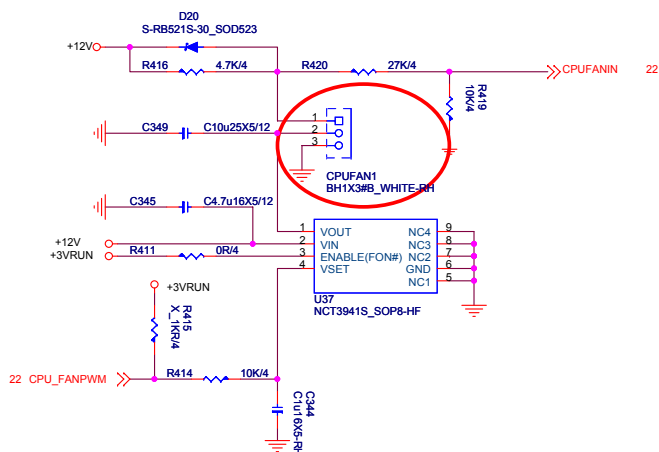 D20
S-RB521S-30_SOD523
+12V
R416 4.7K/4
R420 27K/4
CPUFANIN 22
R419
10K/4
C349 C10u25X5/12
1
2
3
CPUFAN1
BH1X3#B_WHITE-RH
C345 C4.7u16X5/12
+12V
+3VRUN
R411 0R/4
1 VOUT NC4 9
2 VIN NC3 8
3 ENABLE(FON#) NC2 7
4 VSET GND 6
NC1 5
U37
NCT3941S_SOP8-HF
+3VRUN
R415
X_1KR/4
22 CPU_FANPWM
R414 10K/4
C344
C1u16X5-RH